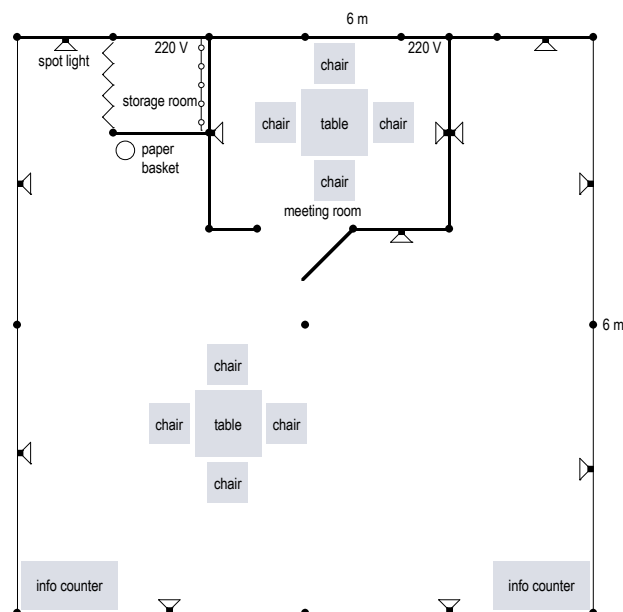 6 m
220 V
220 V
spot light
chair
storage room
chair
table
chair
paper
basket
chair
meeting room
6 m
chair
chair
table
chair
chair
info counter
info counter